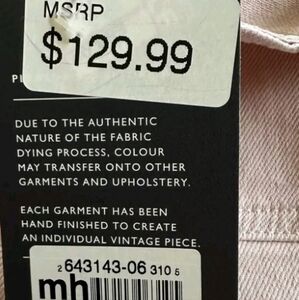 MSRP
$129.99
DUE TO THE AUTHENTIC
NATURE OF THE FABRIC
DYING PROCESS, COLOUR
MAY TRANSFER ONTO OTHER
GARMENTS AND UPHOLSTERY.
EACH GARMENT HAS BEEN
HAND FINISHED TO CREATE
AN INDIVIDUAL VINTAGE PIECE.
2 643143-06 310 6
mh